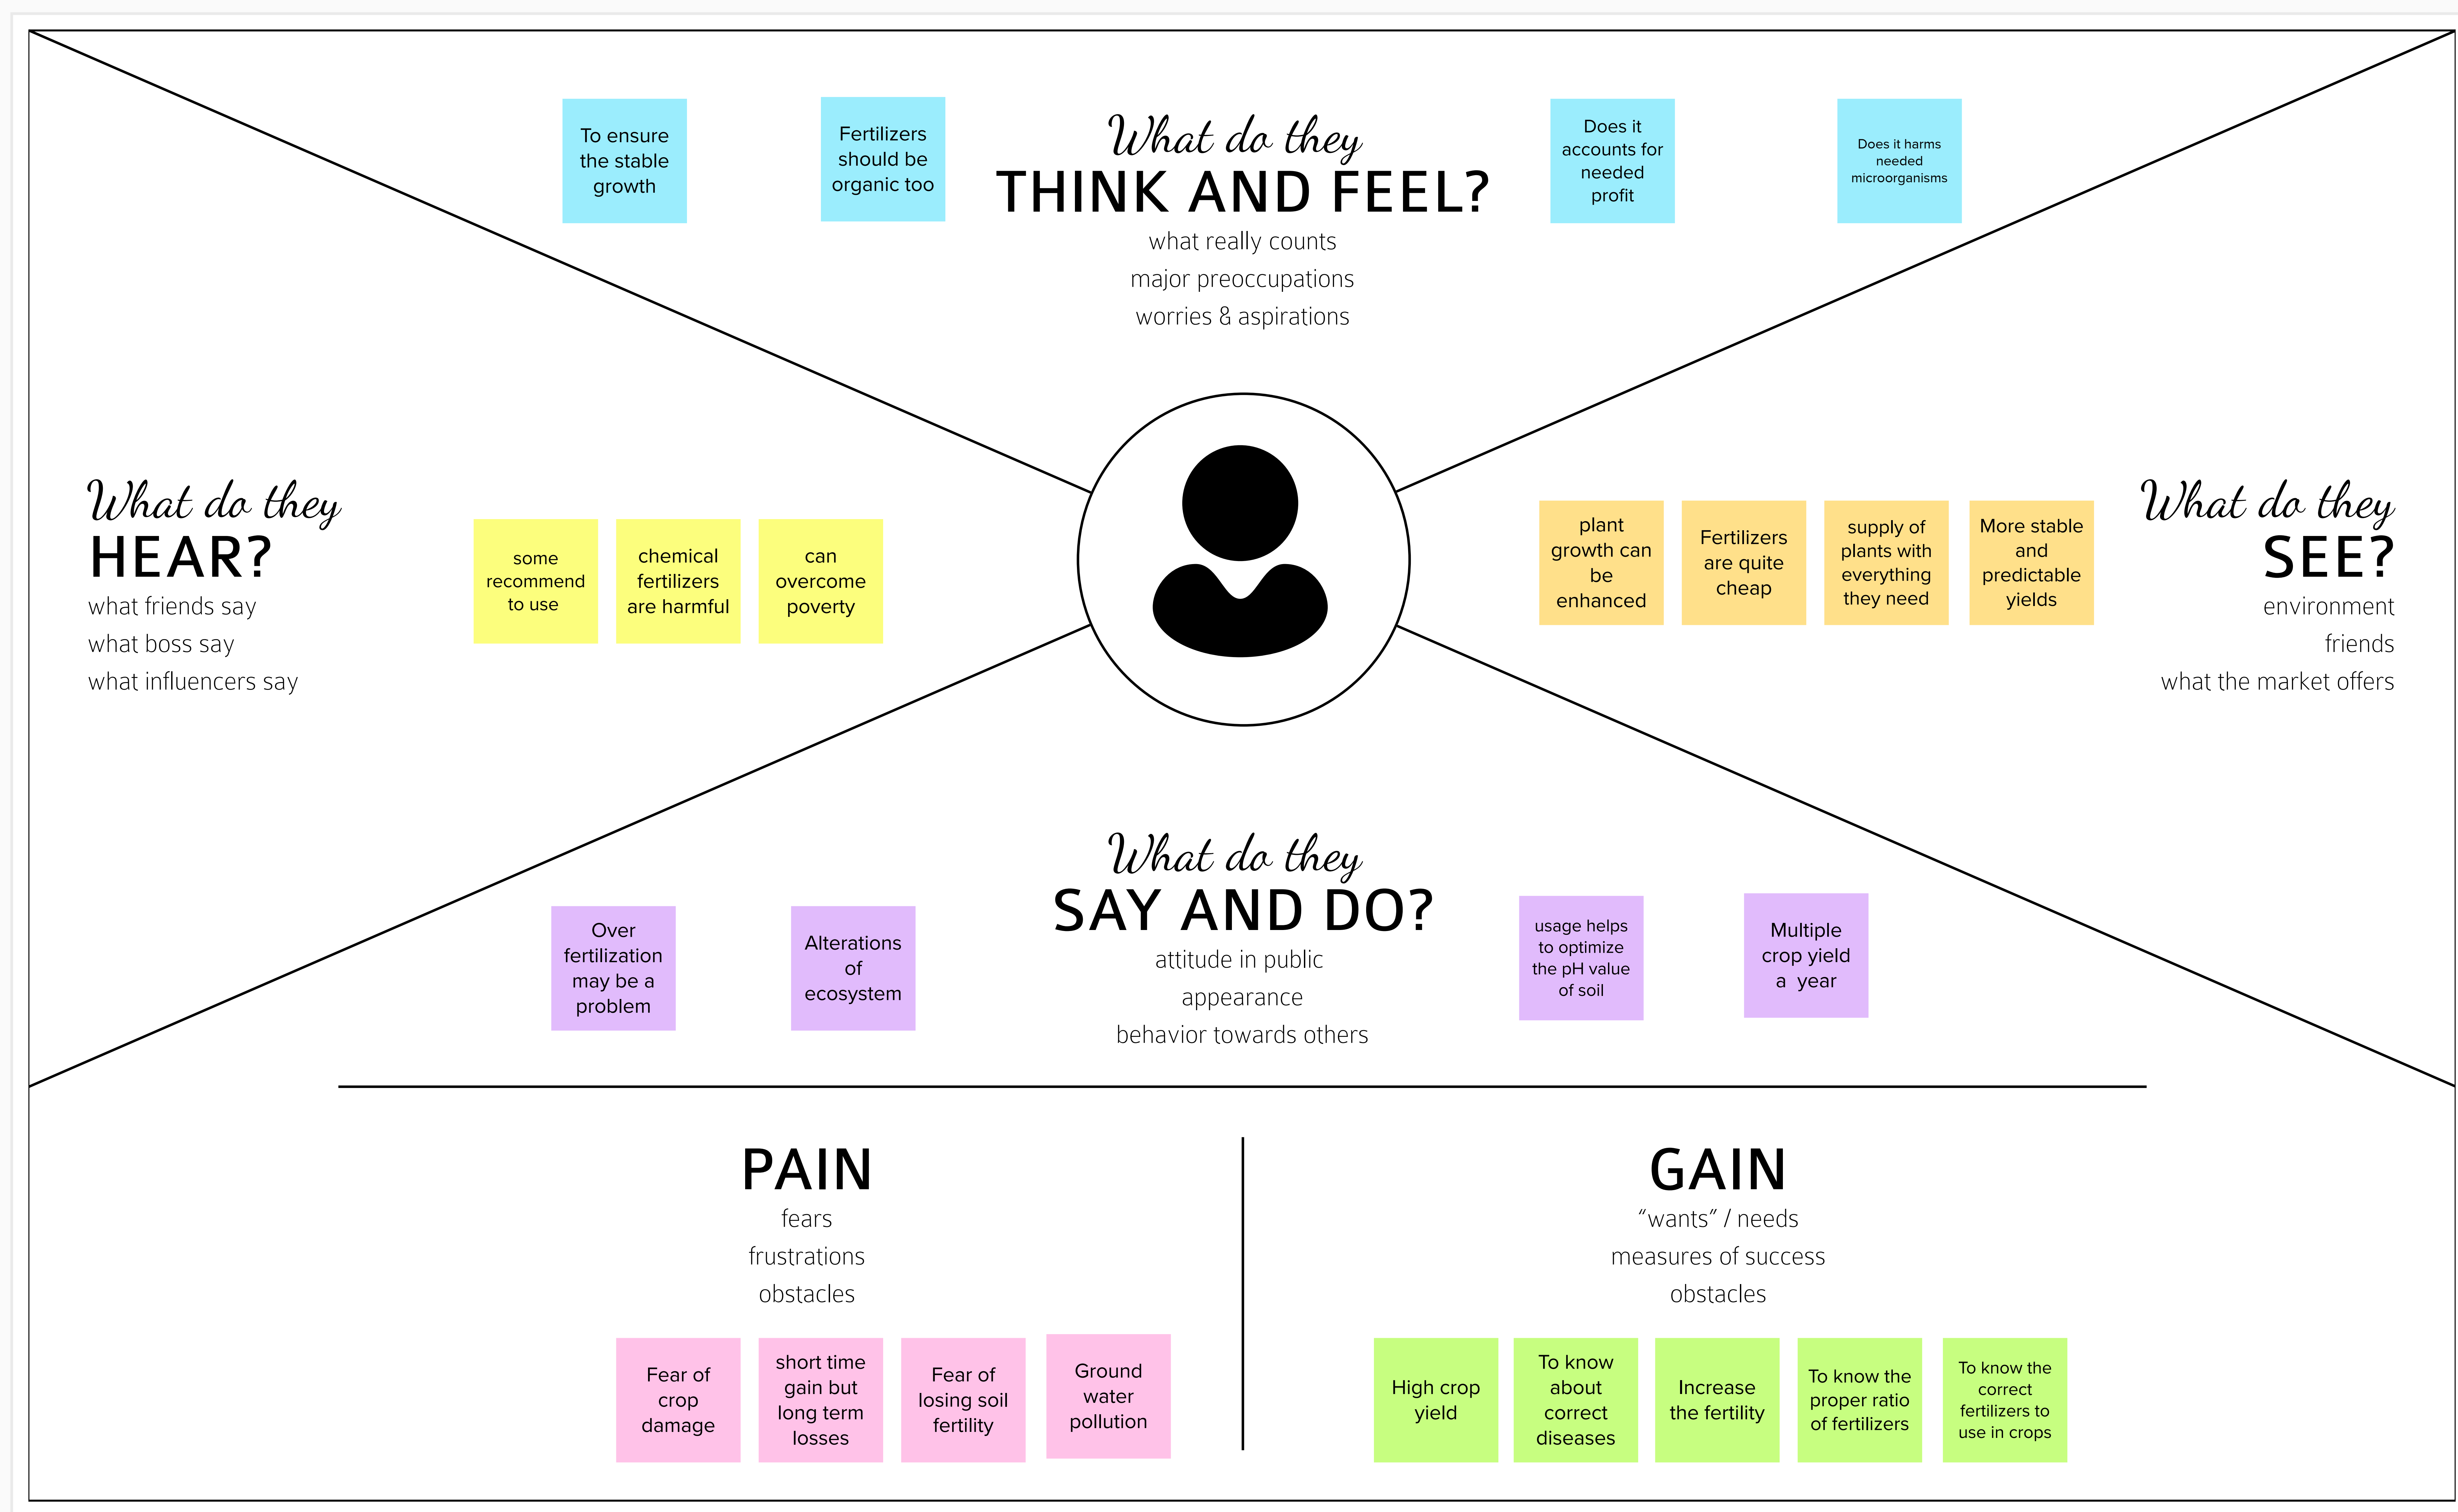 To ensure
the stable
growth
Fertilizers
should be
organic too
What do they
THINK AND FEEL?
what really counts
major preoccupations
worries & aspirations
Does it
accounts for
needed
profit
Does it harms
needed
microorganisms
What do they
HEAR?
what friends say
what boss say
what influencers say
some
recommend
to use
chemical
fertilizers
are harmful
can
overcome
poverty
plant
growth can
be
enhanced
Fertilizers
are quite
cheap
supply of
plants with
everything
they need
More stable
and
predictable
yields
What do they
SEE?
environment
friends
what the market offers
Over
fertilization
may be a
problem
Alterations
of
ecosystem
What do they
SAY AND DO?
attitude in public
appearance
behavior towards others
usage helps
to optimize
the pH value
of soil
Multiple
crop yield
a year
PAIN
fears
frustrations
obstacles
Fear of
crop
damage
short time
gain but
long term
losses
Fear of
losing soil
fertility
Ground
water
pollution
GAIN
“wants” / needs
measures of success
obstacles
High crop
yield
To know
about
correct
diseases
Increase
the fertility
To know the
proper ratio
of fertilizers
To know the
correct
fertilizers to
use in crops